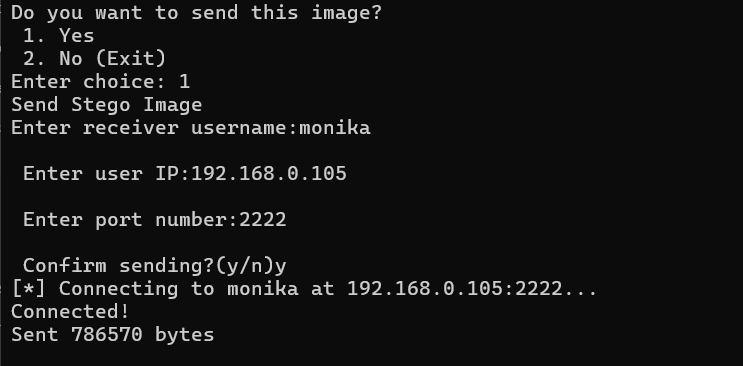 Do you want to send this image?
1. Yes
2. No (Exit)
Enter choice: 1
Send Stego Image
Enter receiver username:monika
Enter user IP:192.168.0.105
Enter port number:2222
Confirm sending?(y/n)y
[*] Connecting to monika at 192.168.0.105:2222...
Connected!
Sent 786570 bytes